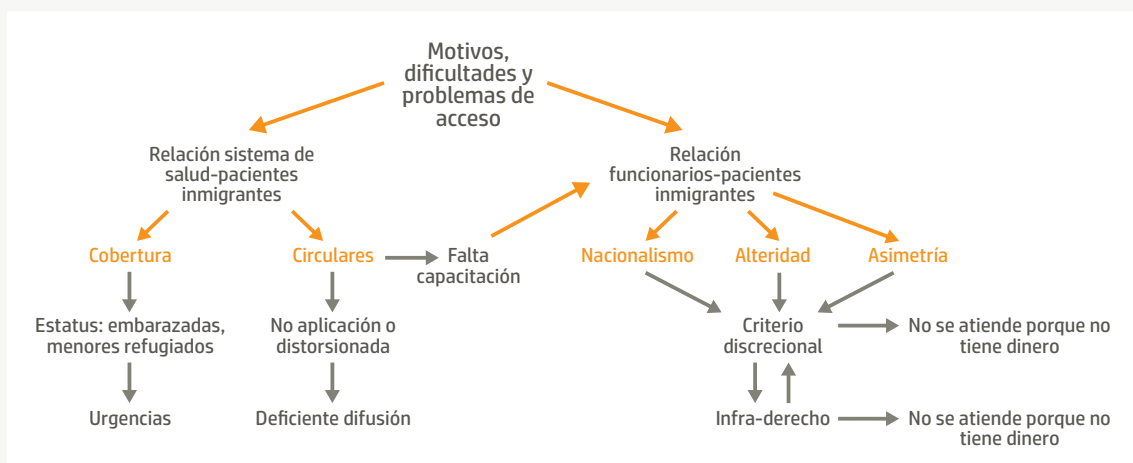 Motivos,
dificultades y
problemas de
acceso
Relación sistema de
salud-pacientes
inmigrantes
Relación
funcionarios-pacientes
inmigrantes
Cobertura
Circulares
Falta
capacitación
Nacionalismo
Alteridad
Asimetría
Estatus: embarazadas,
menores refugiados
No aplicación o
distorsionada
Criterio
discrecional
No se atiende porque no
tiene dinero
Urgencias
Deficiente difusión
Infra-derecho
No se atiende porque no
tiene dinero